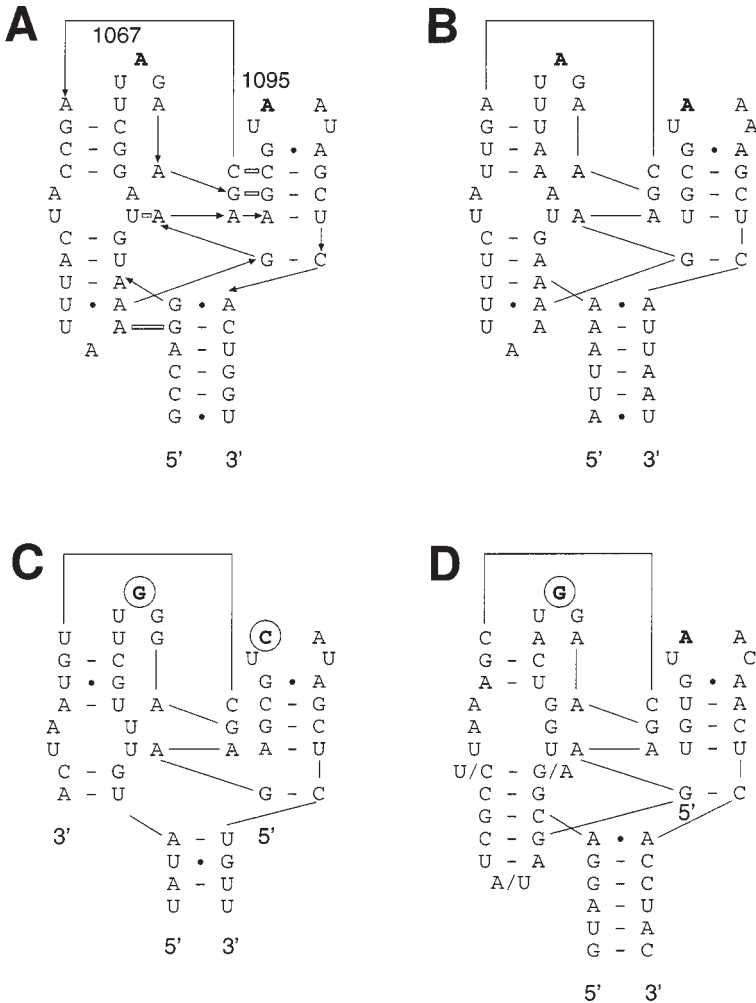 A
1067
A
U G
1095
A U A A A
G – C U U
C – G G • A
C – G A C = C – G
A A G = G – C
U U = A A A – U
C – G
A – U G – C
U – A
U • A G • A
U A = G – C
A A – U
C – G
C – G
G • U
5' 3'
B
A
U G
A U A A A
G – U U A
U – U G • A
U – A A C C – G
A A G G – C
U U A A U – U
C – G
U – A G – C
U – A
U • A A • A
U A A – U
A A – U
U – A
U – A
A • U
5' 3'
C
G
U G
U U G C A
G – C U U
U • G G • A
A – U A C C – G
A U G G – C
U U A A A – U
C – G
A – U G – C
3' A – U 5'
U • G
A – A
U U
5' 3'
D
G
U G
C A A A A
G – C U C
A – U G • A
A G A C U – A
A G G G – C
U U A A U – U
U/C – G/A
C – G G – C
5'
G – C
C – G A • A
U – A G – C
A/U G – C
A – U
U – A
G – C
5' 3'